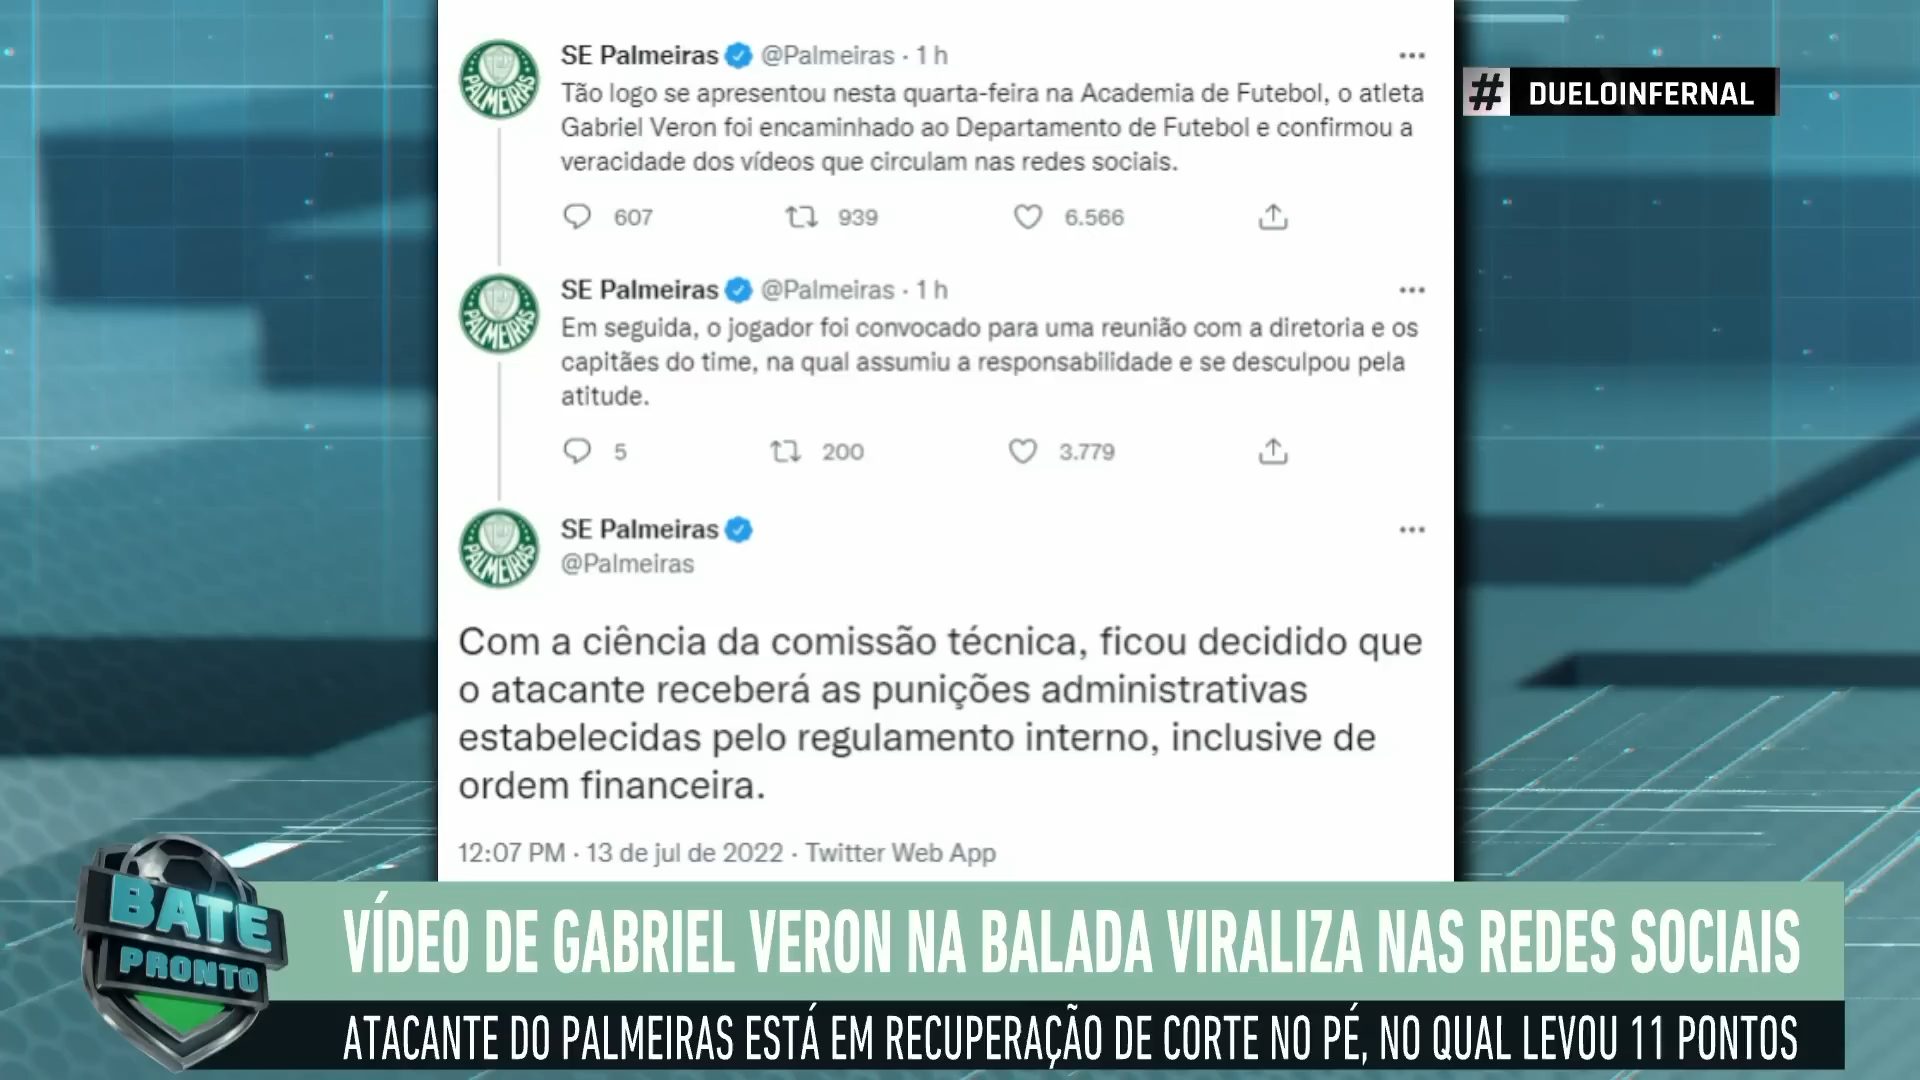 SE Palmeiras @Palmeiras · 1 h
Tão logo se apresentou nesta quarta-feira na Academia de Futebol, o atleta
Gabriel Veron foi encaminhado ao Departamento de Futebol e confirmou a
veracidade dos vídeos que circulam nas redes sociais.
607 939 6.566
SE Palmeiras @Palmeiras · 1 h
Em seguida, o jogador foi convocado para uma reunião com a diretoria e os
capitães do time, na qual assumiu a responsabilidade e se desculpou pela
atitude.
5 200 3.779
SE Palmeiras
@Palmeiras
Com a ciência da comissão técnica, ficou decidido que
o atacante receberá as punições administrativas
estabelecidas pelo regulamento interno, inclusive de
ordem financeira.
12:07 PM · 13 de jul de 2022 · Twitter Web App
# DUELOINFERNAL
PALMEIRAS
PALMEIRAS
PALMEIRAS
BATE
PRONTO
VÍDEO DE GABRIEL VERON NA BALADA VIRALIZA NAS REDES SOCIAIS
ATACANTE DO PALMEIRAS ESTÁ EM RECUPERAÇÃO DE CORTE NO PÉ, NO QUAL LEVOU 11 PONTOS